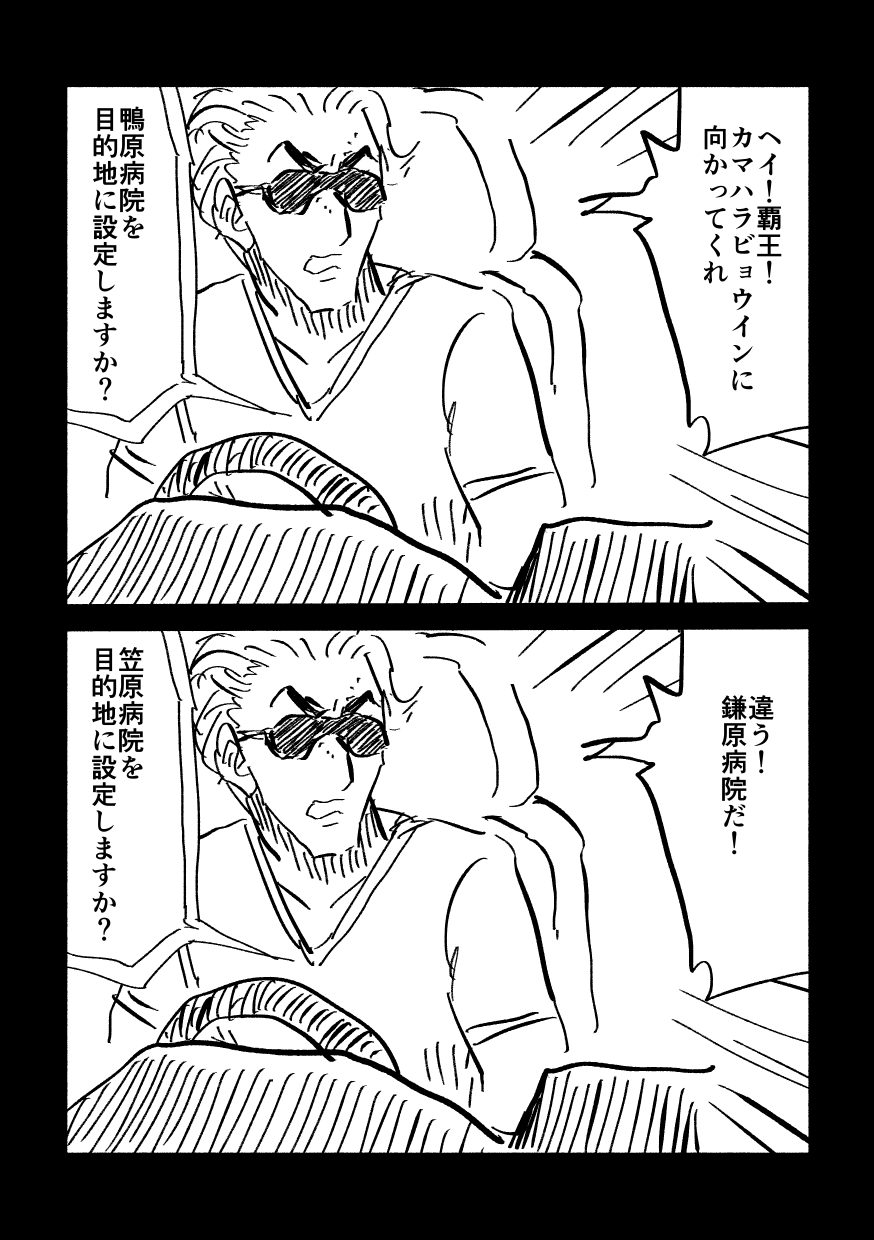 ヘイ！覇王！
カマハラビョウインに
向かってくれ
鴨原病院を
目的地に設定しますか？
違う！
鎌原病院だ！
笠原病院を
目的地に設定しますか？